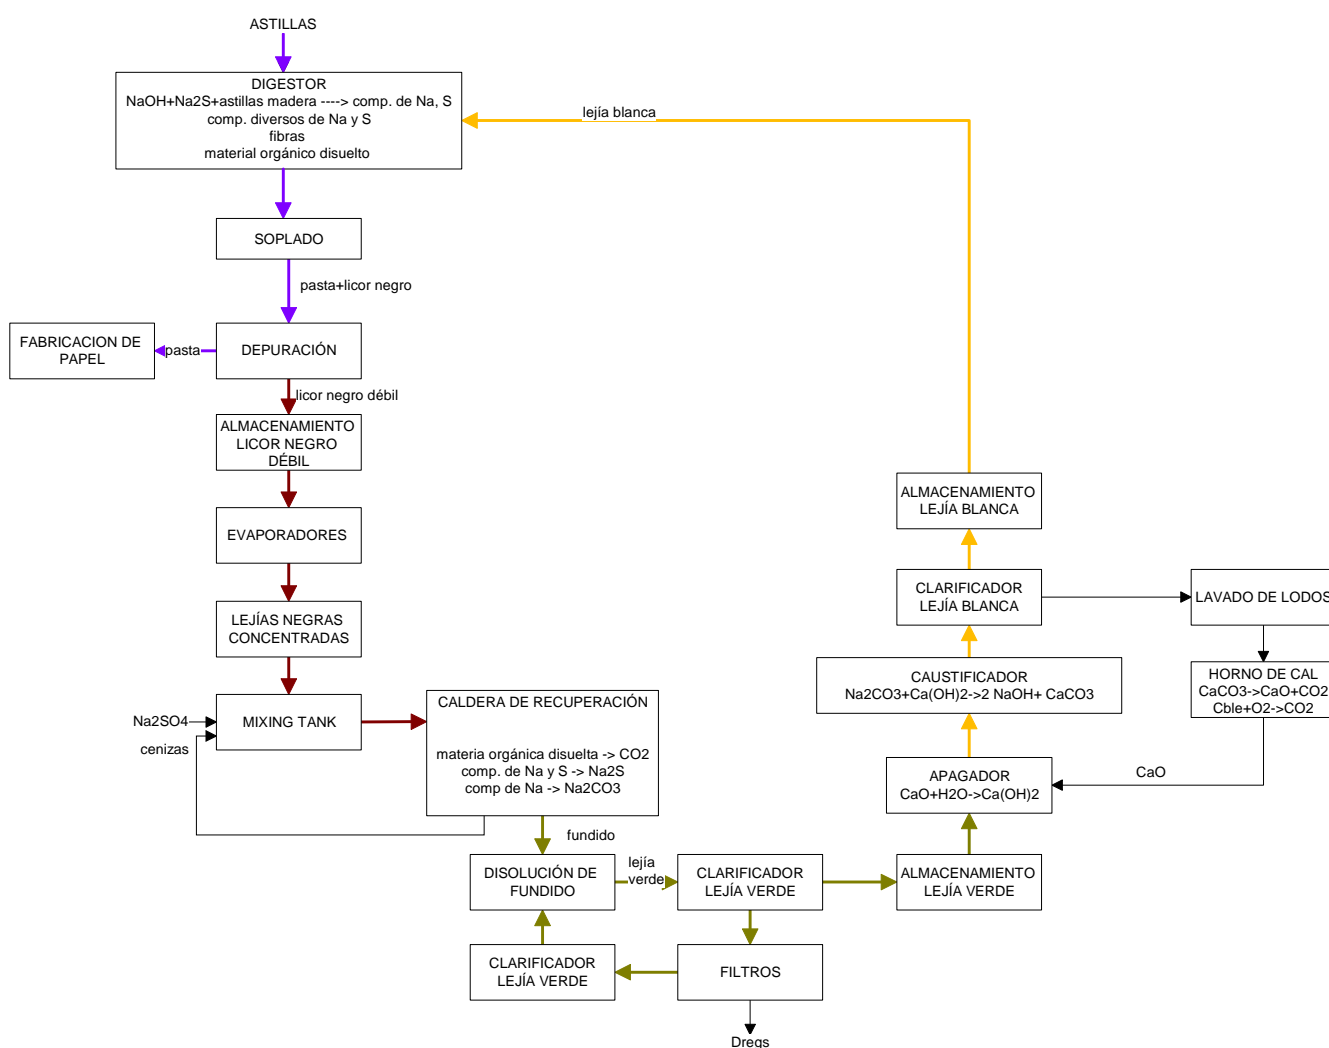 ASTILLAS
DIGESTOR
NaOH+Na2S+astillas madera ----> comp. de Na, S
comp. diversos de Na y S
fibras
material orgánico disuelto
lejía blanca
SOPLADO
pasta+licor negro
FABRICACION DE
PAPEL
pasta
DEPURACIÓN
licor negro débil
ALMACENAMIENTO
LICOR NEGRO
DÉBIL
EVAPORADORES
LEJÍAS NEGRAS
CONCENTRADAS
Na2SO4
cenizas
MIXING TANK
CALDERA DE RECUPERACIÓN
materia orgánica disuelta -> CO2
comp. de Na y S -> Na2S
comp de Na -> Na2CO3
fundido
DISOLUCIÓN DE
FUNDIDO
lejía
verde
CLARIFICADOR
LEJÍA VERDE
ALMACENAMIENTO
LEJÍA VERDE
CLARIFICADOR
LEJÍA VERDE
FILTROS
Dregs
ALMACENAMIENTO
LEJÍA BLANCA
CLARIFICADOR
LEJÍA BLANCA
LAVADO DE LODOS
CAUSTIFICADOR
Na2CO3+Ca(OH)2->2 NaOH+ CaCO3
HORNO DE CAL
CaCO3->CaO+CO2
Cble+O2->CO2
APAGADOR
CaO+H2O->Ca(OH)2
CaO